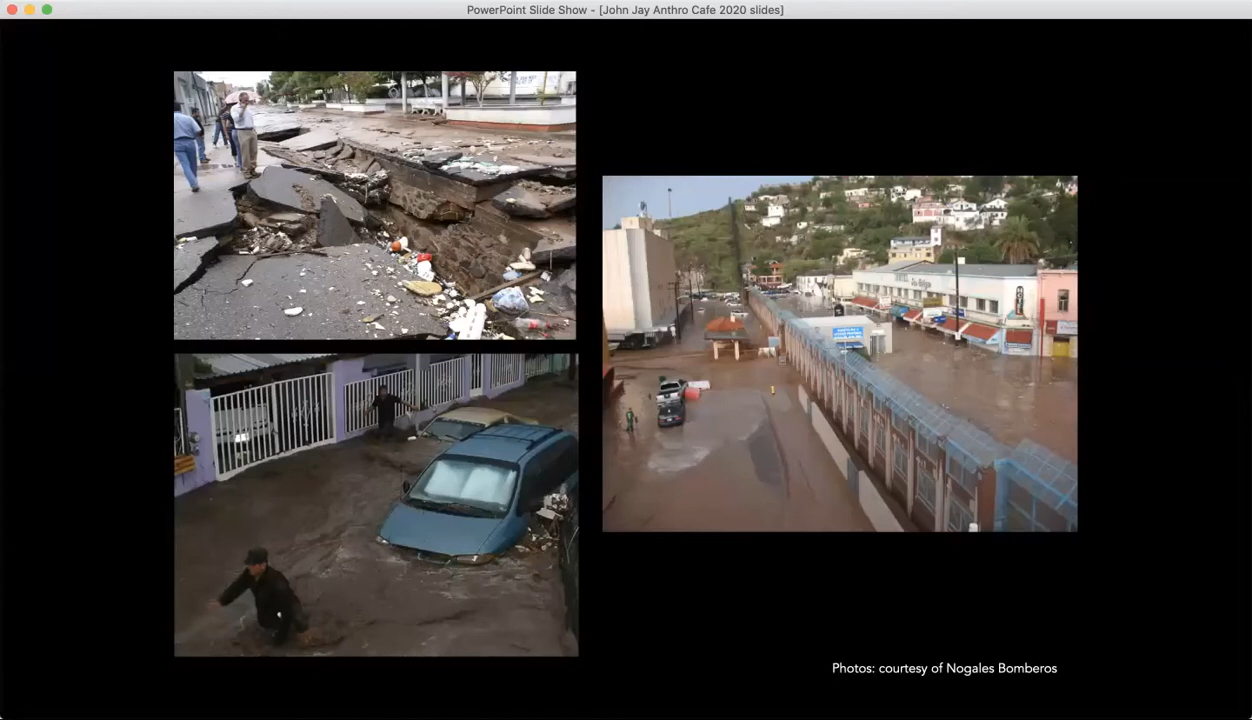 PowerPoint Slide Show - [John Jay Anthro Cafe 2020 slides]
Photos: courtesy of Nogales Bomberos